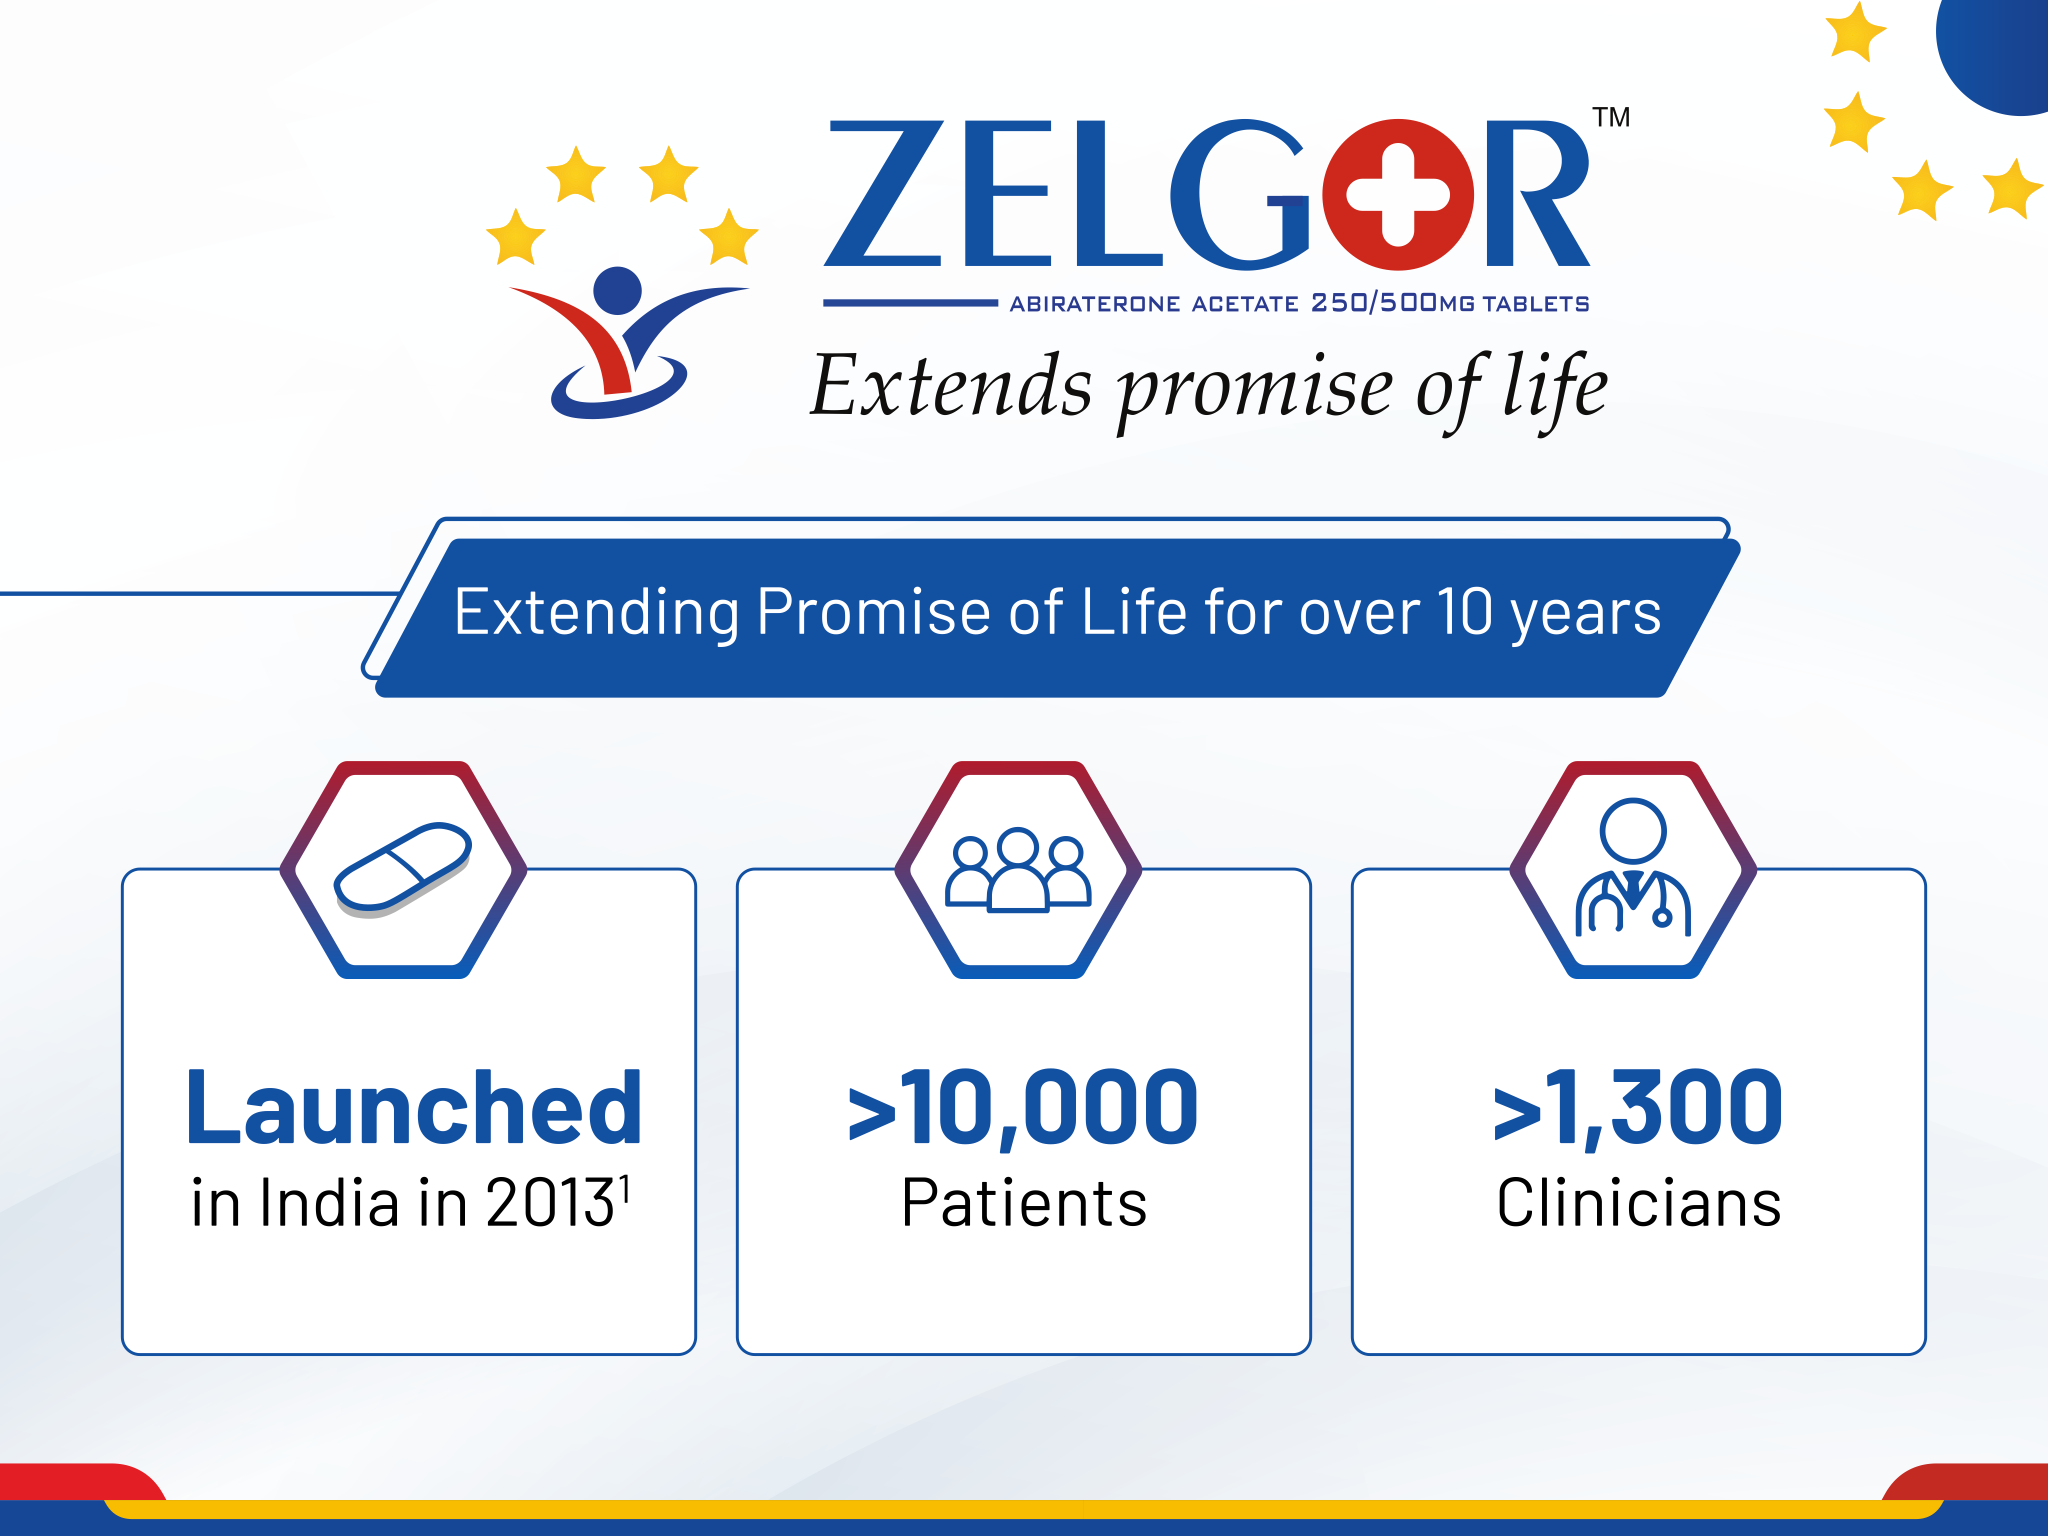 ZELGOR™
ABIRATERONE ACETATE 250/500MG TABLETS
Extends promise of life
Extending Promise of Life for over 10 years
Launched
in India in 2013¹
>10,000
Patients
>1,300
Clinicians